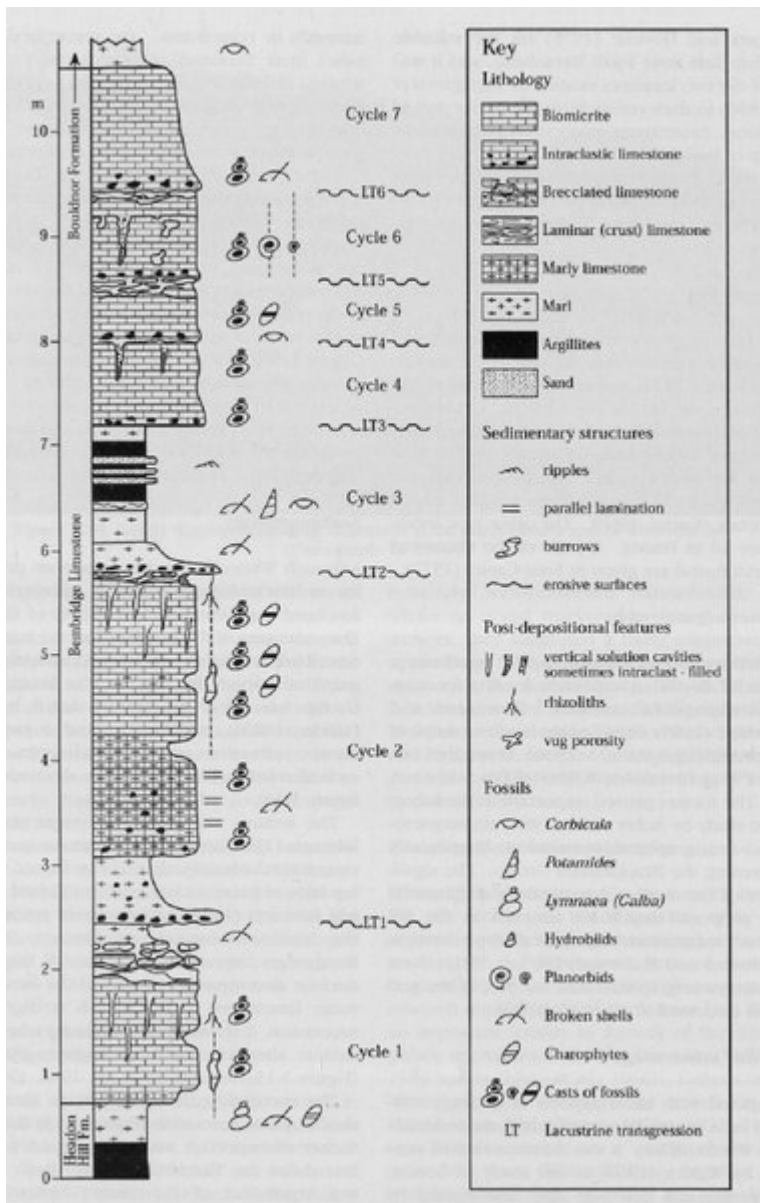 Bouldnor Formation
Bembridge Limestone
Headon
Hill Fm.
m
10
9
8
7
6
5
4
3
2
1
0
Cycle 7
LT6
Cycle 6
LT5
Cycle 5
LT4
Cycle 4
LT3
Cycle 3
LT2
Cycle 2
LT1
Cycle 1
Key
Lithology
Biomicrite
Intraclastic limestone
Brecciated limestone
Laminar (crust) limestone
Marly limestone
Marl
Argillites
Sand
Sedimentary structures
ripples
parallel lamination
burrows
erosive surfaces
Post-depositional features
vertical solution cavities
sometimes intraclast - filled
rhizoliths
vug porosity
Fossils
Corbicula
Potamides
Lymnaea (Galba)
Hydrobiids
Planorbids
Broken shells
Charophytes
Casts of fossils
LT Lacustrine transgression